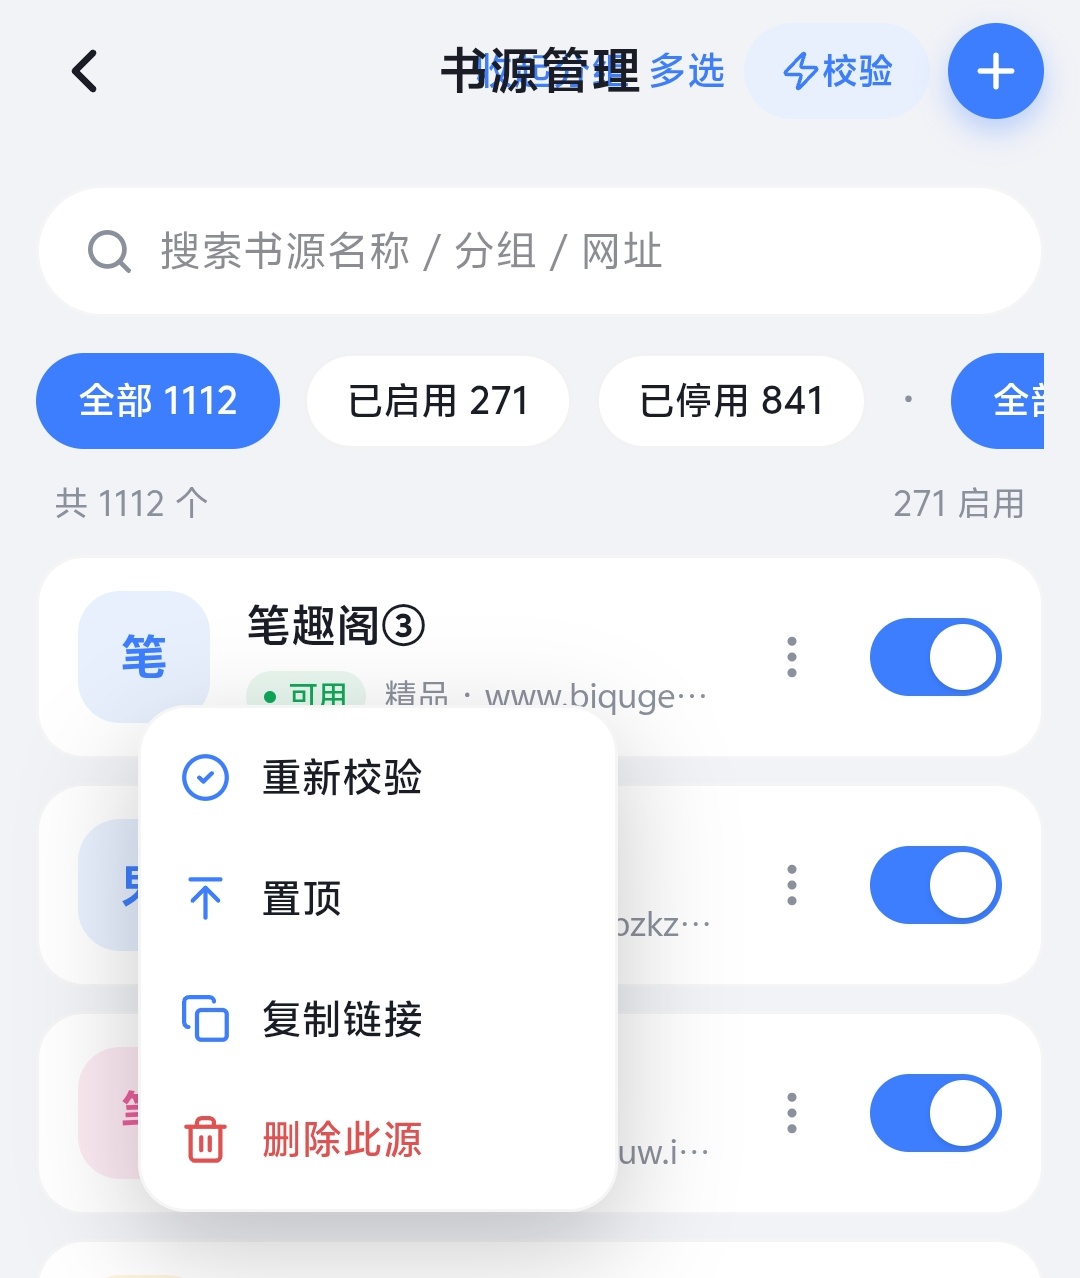 书源管理 多选 校验
搜索书源名称 / 分组 / 网址
全部 1112 已启用 271 已停用 841 · 全部
共 1112 个 271 启用
笔 笔趣阁③
可用 精品 · www.biquge···
重新校验
置顶
ozkz···
复制链接
删除此源
uw.i···